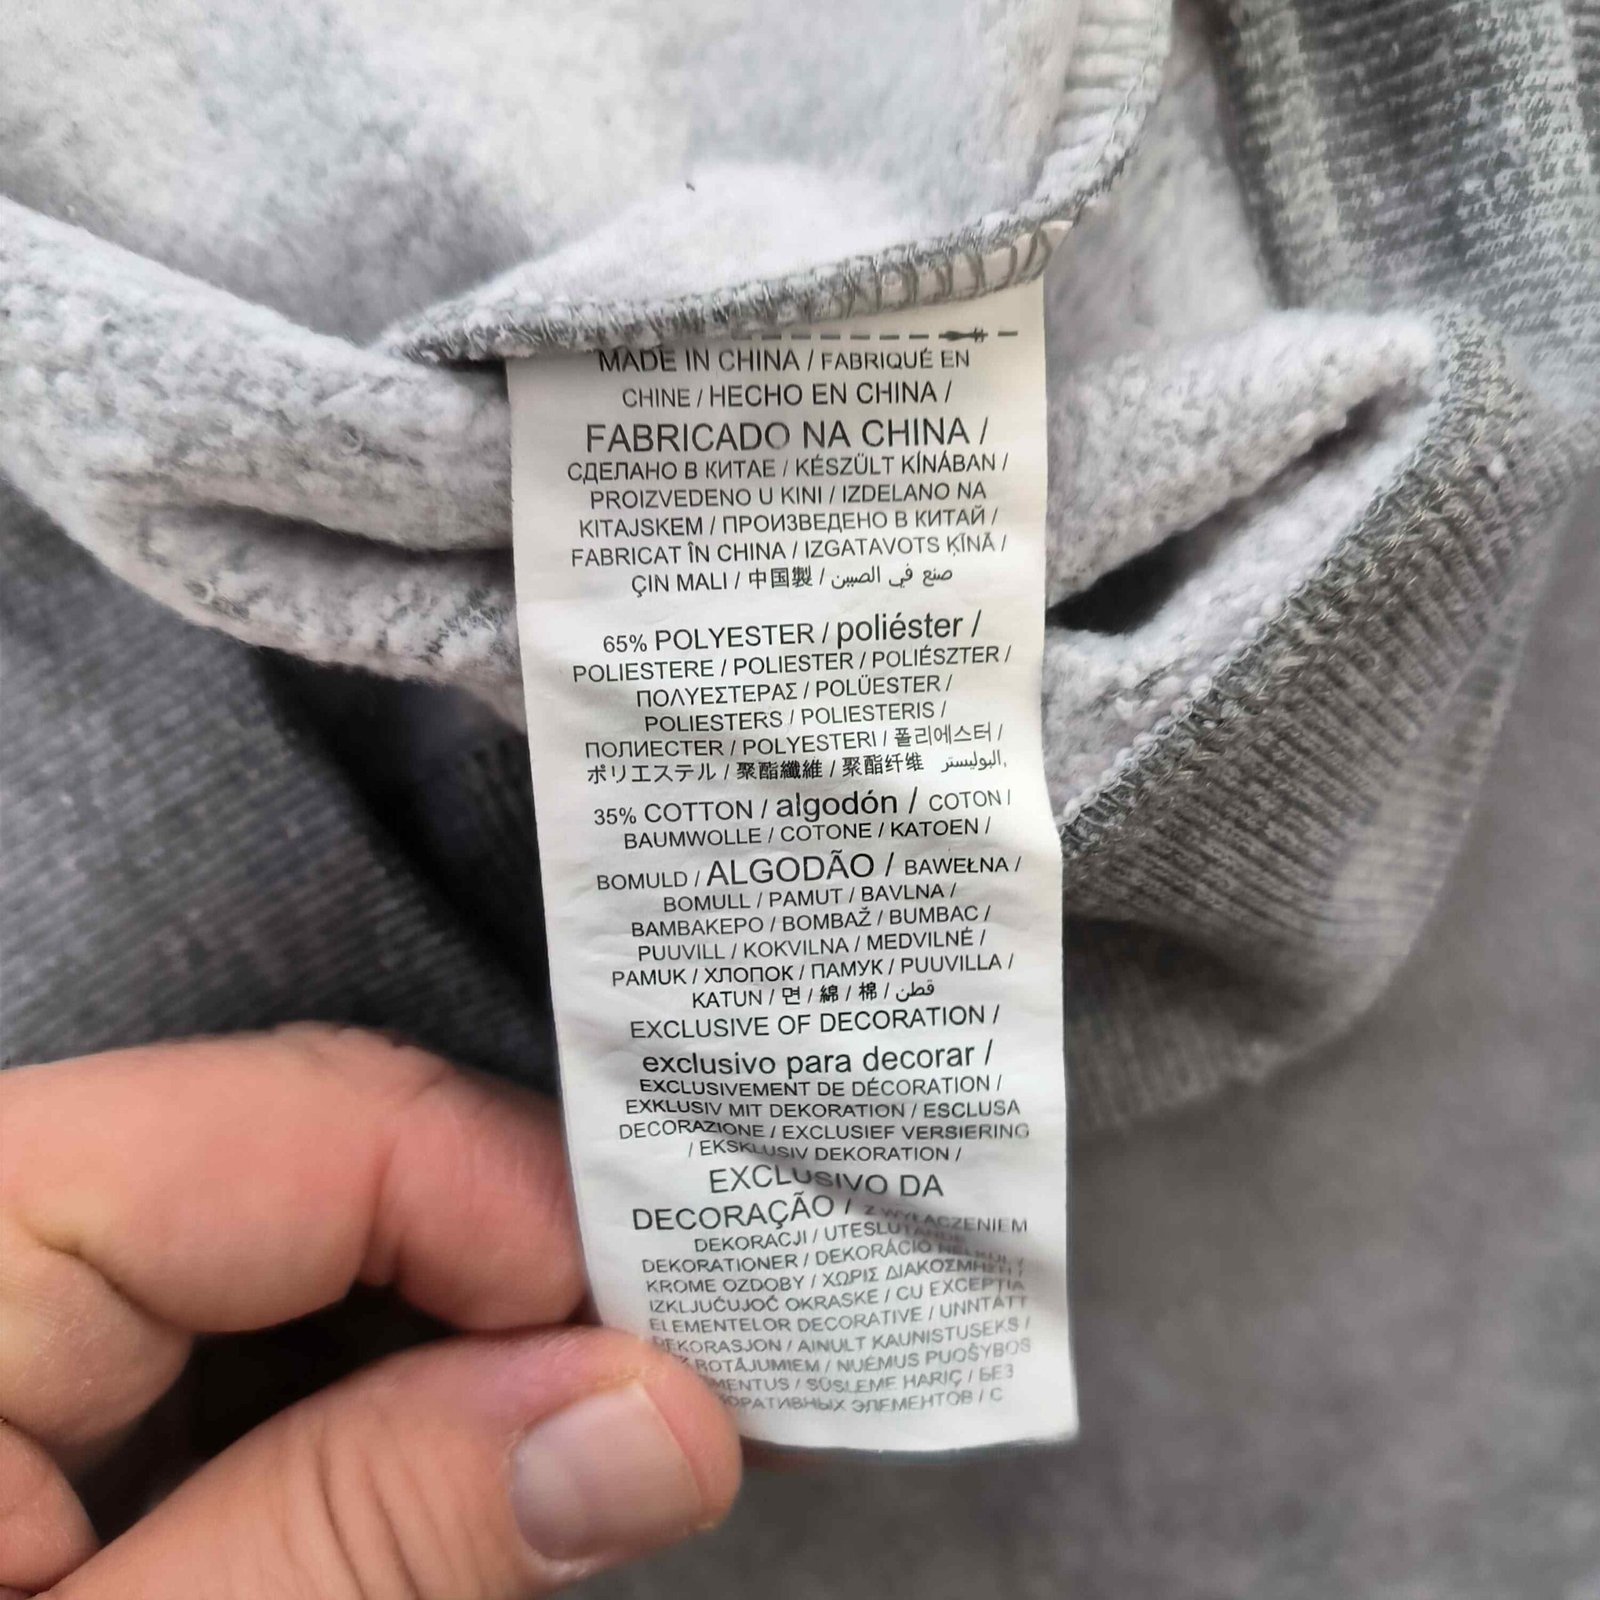 MADE IN CHINA / FABRIQUÉ EN
CHINE / HECHO EN CHINA /
FABRICADO NA CHINA /
СДЕЛАНО В КИТАЕ / KÉSZÜLT KÍNÁBAN /
PROIZVEDENO U KINI / IZDELANO NA
KITAJSKEM / ПРОИЗВЕДЕНО В КИТАЙ /
FABRICAT ÎN CHINA / IZGATAVOTS ĶĪNĀ /
ÇIN MALI / 中国製 / صنع في الصين
65% POLYESTER / poliéster /
POLIESTERE / POLIESTER / POLIÉSZTER /
ΠΟΛΥΕΣΤΕΡΑΣ / POLÜESTER /
POLIESTERS / POLIESTERIS /
ПОЛИЕСТЕР / POLYESTERI / 폴리에스터 /
ポリエステル / 聚酯纖維 / 聚酯纤维 البوليستر,
35% COTTON / algodón / COTON /
BAUMWOLLE / COTONE / KATOEN /
BOMULD / ALGODÃO / BAWEŁNA /
BOMULL / PAMUT / BAVLNA /
BAMBAKEPO / BOMBAŽ / BUMBAC /
PUUVILL / KOKVILNA / MEDVILNĖ /
PAMUK / ХЛОПОК / ПАМУК / PUUVILLA /
KATUN / 면 / 綿 / 棉 / قطن
EXCLUSIVE OF DECORATION /
exclusivo para decorar /
EXCLUSIVEMENT DE DÉCORATION /
EXKLUSIV MIT DEKORATION / ESCLUSA
DECORAZIONE / EXCLUSIEF VERSIERING
/ EKSKLUSIV DEKORATION /
EXCLUSIVO DA
DECORAÇÃO / Z WYŁĄCZENIEM
DEKORACJI / UTESLUTANDE
DEKORATIONER / DEKORÁCIÓ NÉLKÜL /
KROME OZDOBY / ΧΩΡΙΣ ΔΙΑΚΟΣΜΗΣΗ /
IZKLJUČUJOČ OKRASKE / CU EXCEPȚIA
ELEMENTELOR DECORATIVE / UNNTATT
DEKORASJON / AINULT KAUNISTUSEKS /
ROTĀJUMIEM / NUĖMUS PUOŠYBOS
SÜSLEME HARİÇ / БЕЗ
ЭЛЕМЕНТОВ / С